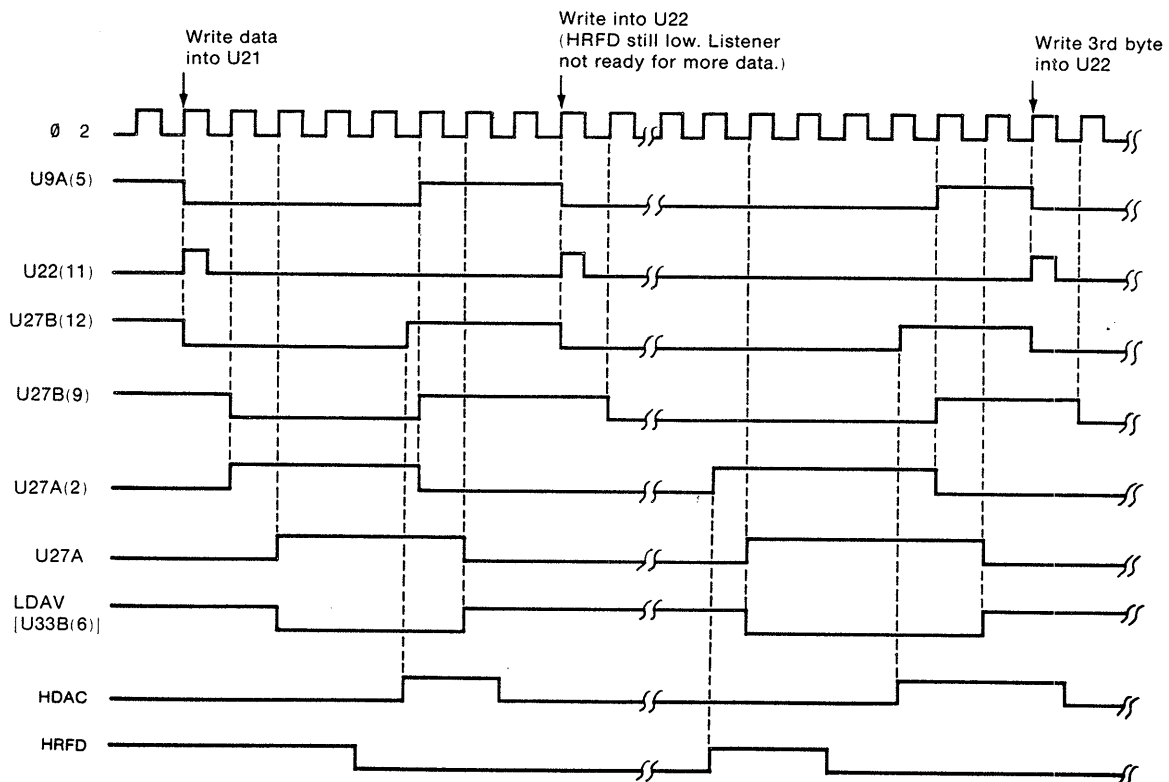 Write data
into U21
Write into U22
(HRFD still low. Listener
not ready for more data.)
Write 3rd byte
into U22
Ø 2
U9A(5)
U22(11)
U27B(12)
U27B(9)
U27A(2)
U27A
LDAV
[U33B(6)]
HDAC
HRFD